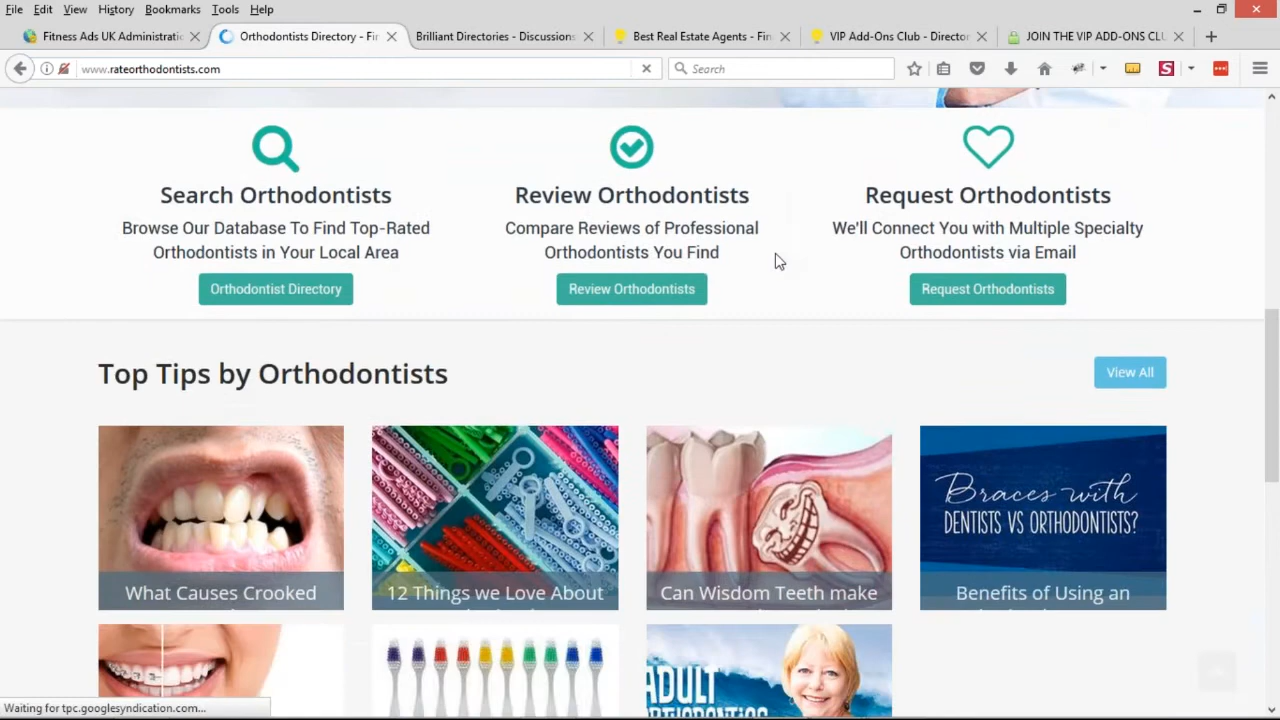 File Edit View History Bookmarks Tools Help
Fitness Ads UK Administratio
Orthodontists Directory - Fin
Brilliant Directories - Discussions
Best Real Estate Agents - Fin
VIP Add-Ons Club - Director
JOIN THE VIP ADD-ONS CLU
www.rateorthodontists.com
Search
Search Orthodontists
Browse Our Database To Find Top-Rated
Orthodontists in Your Local Area
Orthodontist Directory
Review Orthodontists
Compare Reviews of Professional
Orthodontists You Find
Review Orthodontists
Request Orthodontists
We'll Connect You with Multiple Specialty
Orthodontists via Email
Request Orthodontists
Top Tips by Orthodontists
View All
Braces with
DENTISTS VS ORTHODONTISTS?
What Causes Crooked
12 Things we Love About
Can Wisdom Teeth make
Benefits of Using an
ADULT
ORTHODONTICS
Waiting for tpc.googlesyndication.com...